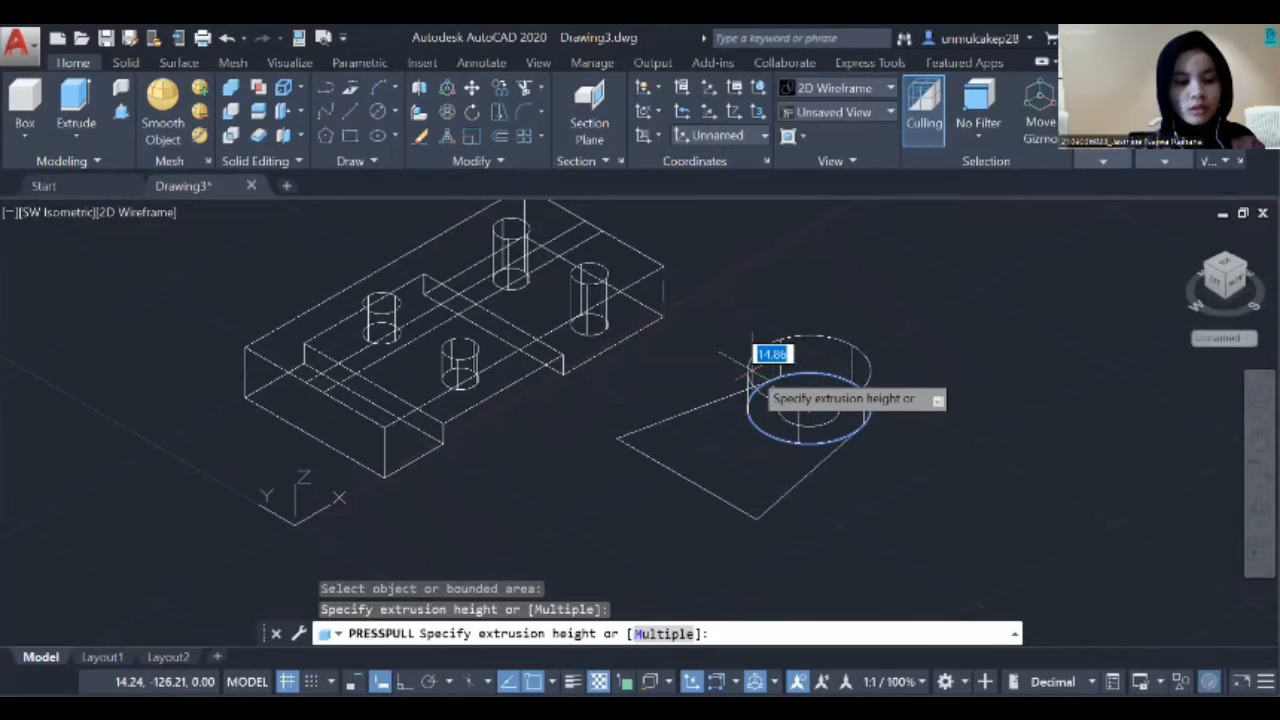 Autodesk AutoCAD 2020 Drawing3.dwg Type a keyword or phrase unmulcakep28
Home Solid Surface Mesh Visualize Parametric Insert Annotate View Manage Output Add-ins Collaborate Express Tools Featured Apps
2D Wireframe
Unsaved View
Unnamed
Box Extrude Smooth Object Section Plane Culling No Filter Move Gizmo
Modeling Mesh Solid Editing Draw Modify Section Coordinates View Selection V...
Start Drawing3*
[−][SW Isometric][2D Wireframe]
W S
Unnamed
14.86
Specify extrusion height or
Z
Y X
Select object or bounded area:
Specify extrusion height or [Multiple]:
PRESSPULL Specify extrusion height or [Multiple]:
Model Layout1 Layout2 +
14.24, -126.21, 0.00 MODEL 1:1 / 100% Decimal